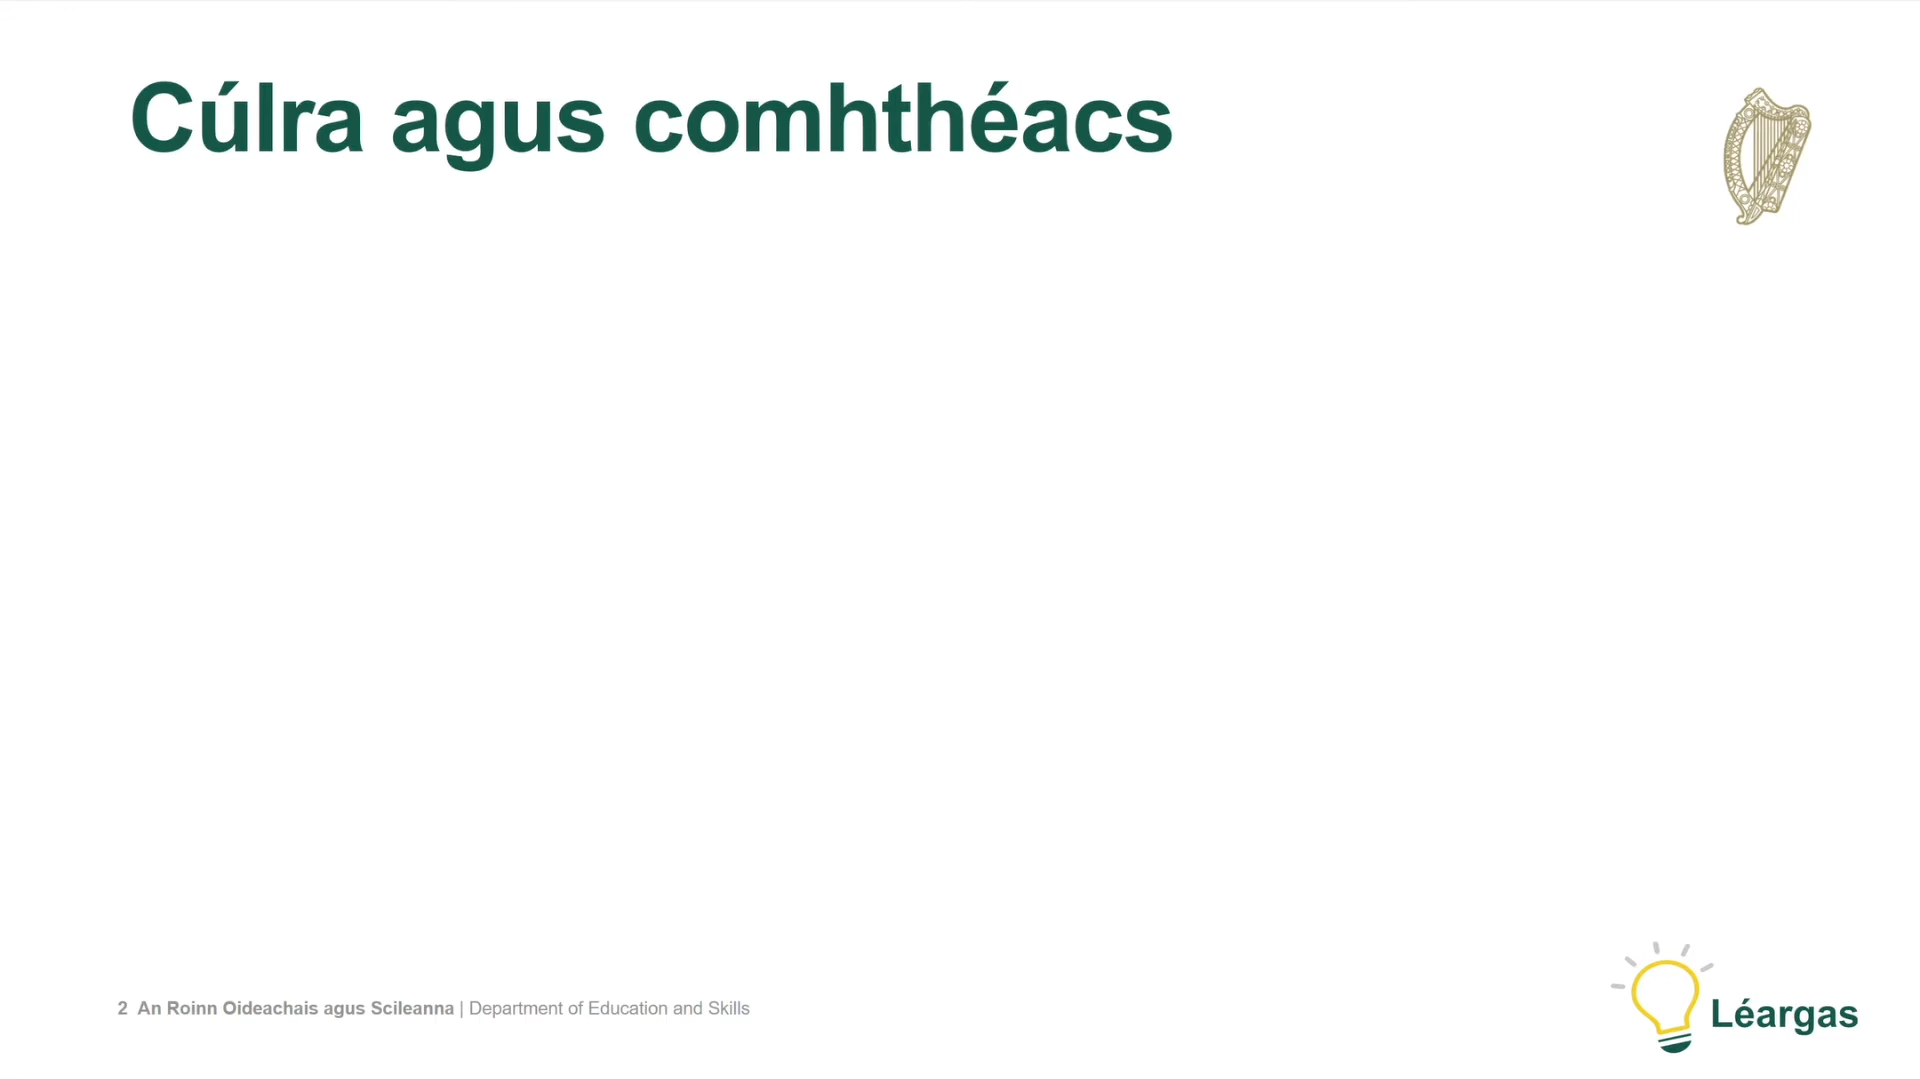 Cúlra agus comhthéacs
2 An Roinn Oideachais agus Scileanna | Department of Education and Skills
Léargas